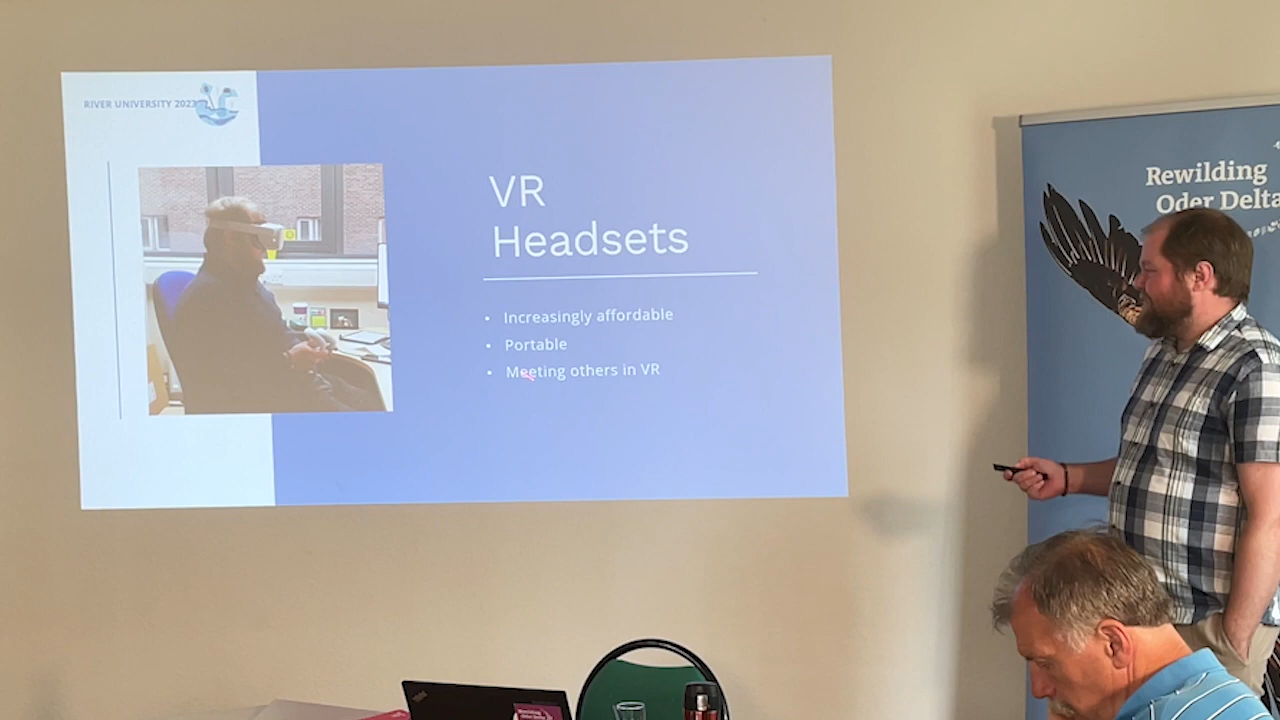 RIVER UNIVERSITY 2023
VR
Headsets
• Increasingly affordable
• Portable
• Meeting others in VR
Rewilding
Oder Delta